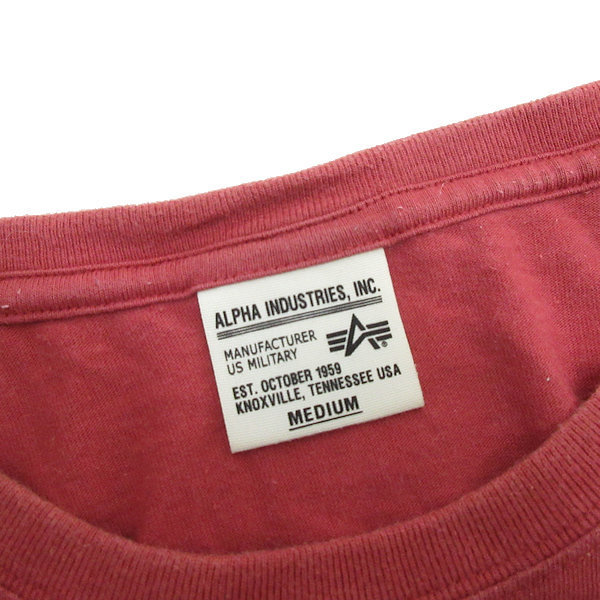 ALPHA INDUSTRIES, INC.
MANUFACTURER
US MILITARY
EST. OCTOBER 1959
KNOXVILLE, TENNESSEE USA
MEDIUM